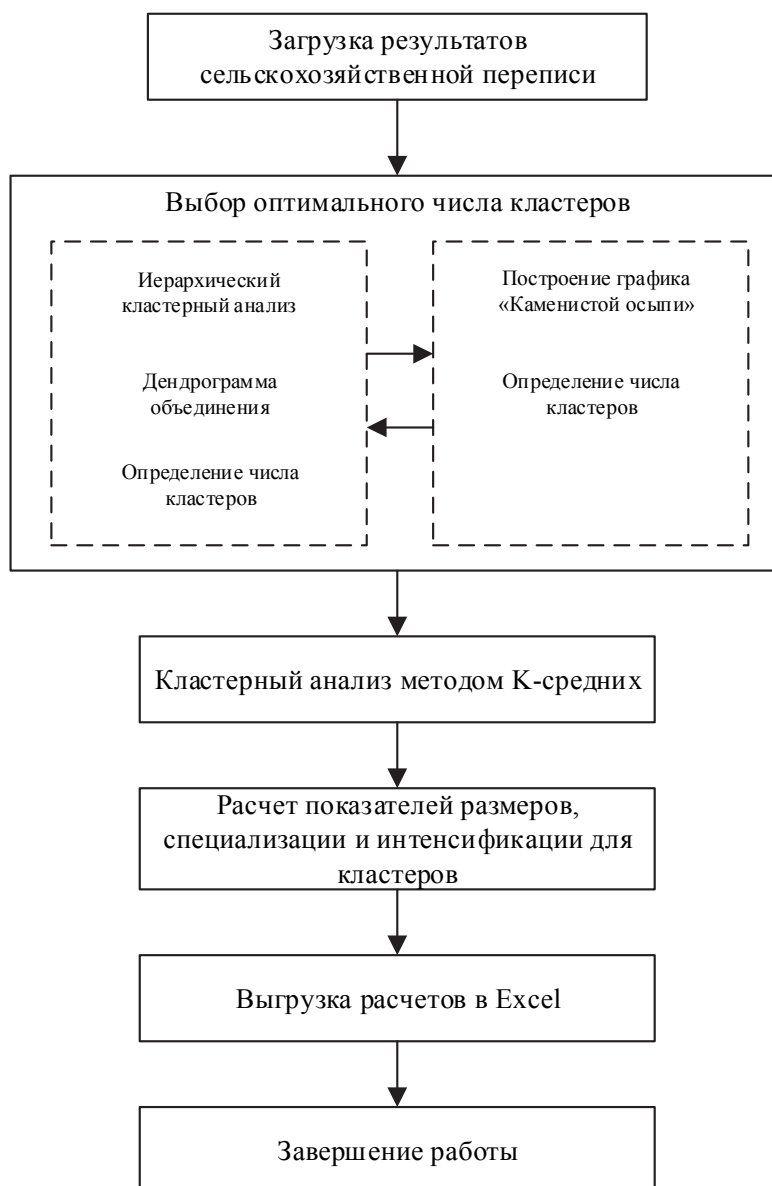 Загрузка результатов
сельскохозяйственной переписи
Выбор оптимального числа кластеров
Иерархический
кластерный анализ
Дендрограмма
объединения
Определение числа
кластеров
Построение графика
«Каменистой осыпи»
Определение числа
кластеров
Кластерный анализ методом К-средних
Расчет показателей размеров,
специализации и интенсификации для
кластеров
Выгрузка расчетов в Excel
Завершение работы